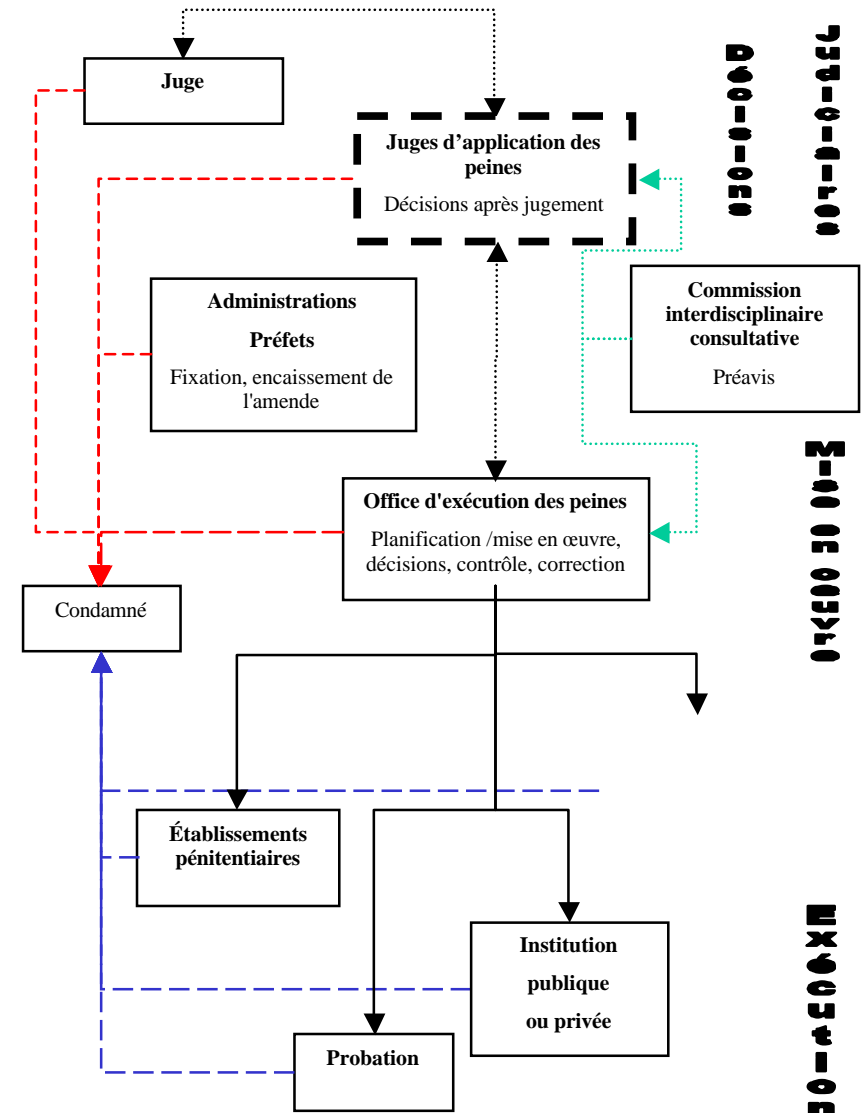 Juge
Juges d'application des
peines
Décisions après jugement
Décisions
Judiciaires
Administrations
Préfets
Fixation, encaissement de
l'amende
Commission
interdisciplinaire
consultative
Préavis
Office d'exécution des peines
Planification /mise en œuvre,
décisions, contrôle, correction
Mise en oeuvre
Condamné
Établissements
pénitentiaires
Institution
publique
ou privée
Probation
Exécution